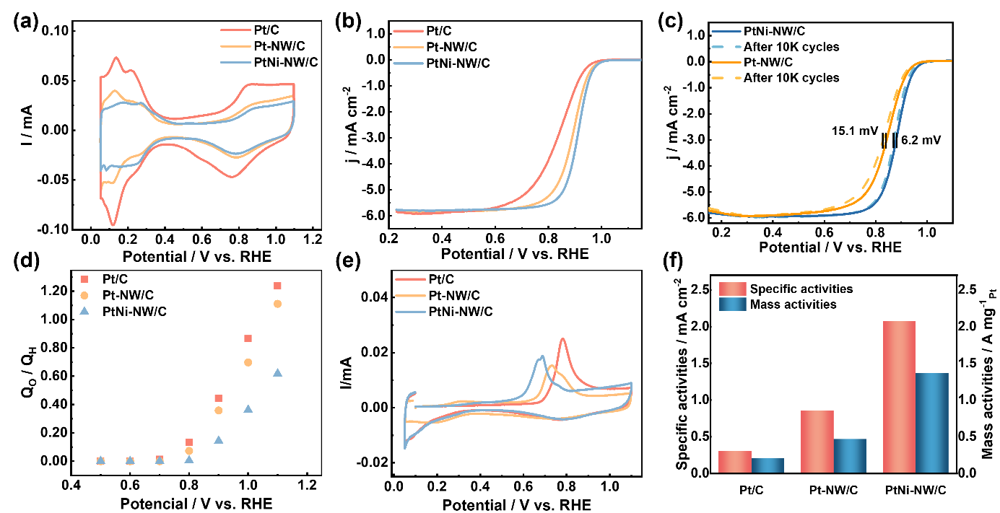 (a)
0.10
0.05
0.00
-0.05
-0.10
I / mA
Pt/C
Pt-NW/C
PtNi-NW/C
0.0 0.2 0.4 0.6 0.8 1.0 1.2
Potential / V vs. RHE
(b)
1.0
0.0
-1.0
-2.0
-3.0
-4.0
-5.0
-6.0
j / mA cm-2
Pt/C
Pt-NW/C
PtNi-NW/C
0.2 0.4 0.6 0.8 1.0
Potential / V vs. RHE
(c)
1.0
0.0
-1.0
-2.0
-3.0
-4.0
-5.0
-6.0
j / mA cm-2
PtNi-NW/C
After 10K cycles
Pt-NW/C
After 10K cycles
15.1 mV
6.2 mV
0.2 0.4 0.6 0.8 1.0
Potential / V vs. RHE
(d)
1.20
1.00
0.80
0.60
0.40
0.20
0.00
QO / QH
Pt/C
Pt-NW/C
PtNi-NW/C
0.4 0.6 0.8 1.0 1.2
Potencial / V vs. RHE
(e)
0.04
0.02
0.00
-0.02
I/mA
Pt/C
Pt-NW/C
PtNi-NW/C
0.0 0.2 0.4 0.6 0.8 1.0
Potential / V vs. RHE
(f)
2.5
2.0
1.5
1.0
0.5
0.0
Specific activities / mA cm-2
Specific activities
Mass activities
2.5
2.0
1.5
1.0
0.5
0.0
Mass activities / A mg-1Pt
Pt/C Pt-NW/C PtNi-NW/C